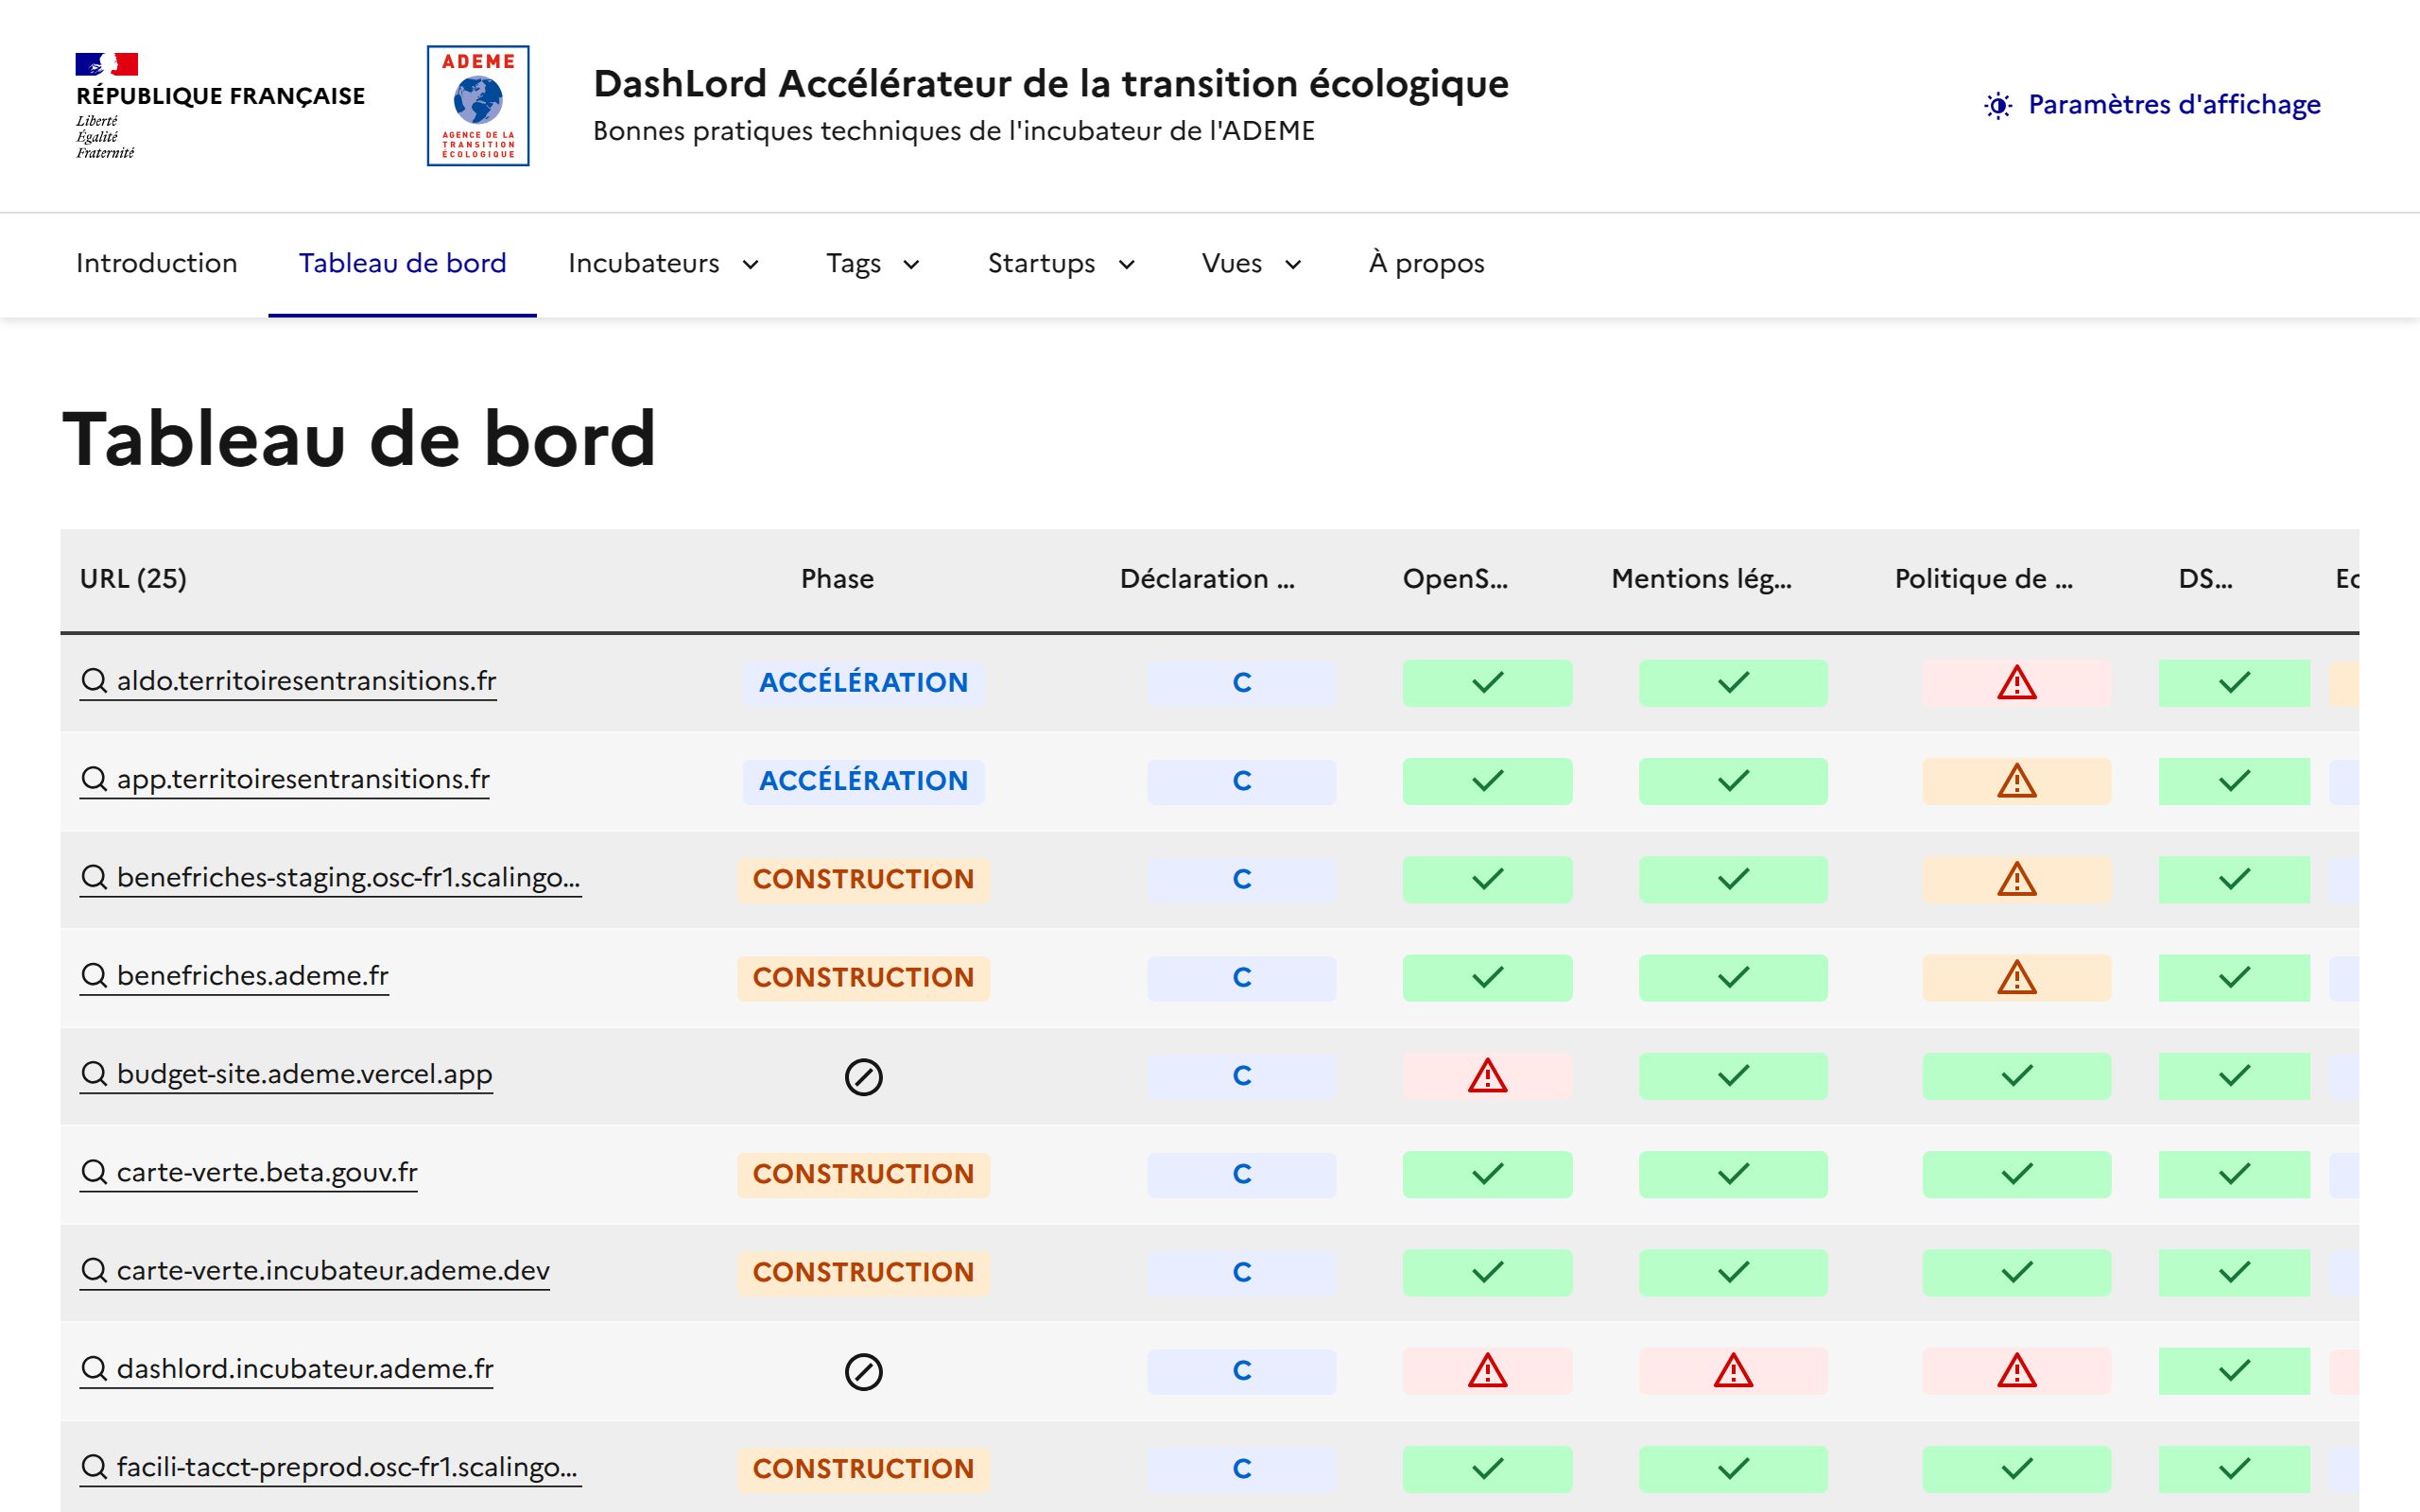 RÉPUBLIQUE FRANÇAISE
Liberté
Égalité
Fraternité
ADEME
AGENCE DE LA
TRANSITION
ÉCOLOGIQUE
DashLord Accélérateur de la transition écologique
Bonnes pratiques techniques de l'incubateur de l'ADEME
Paramètres d'affichage
Introduction Tableau de bord Incubateurs Tags Startups Vues À propos
Tableau de bord
URL (25) Phase Déclaration ... OpenS... Mentions lég... Politique de ... DS...
aldo.territoiresentransitions.fr ACCÉLÉRATION C
app.territoiresentransitions.fr ACCÉLÉRATION C
benefriches-staging.osc-fr1.scalingo... CONSTRUCTION C
benefriches.ademe.fr CONSTRUCTION C
budget-site.ademe.vercel.app C
carte-verte.beta.gouv.fr CONSTRUCTION C
carte-verte.incubateur.ademe.dev CONSTRUCTION C
dashlord.incubateur.ademe.fr C
facili-tacct-preprod.osc-fr1.scalingo... CONSTRUCTION C